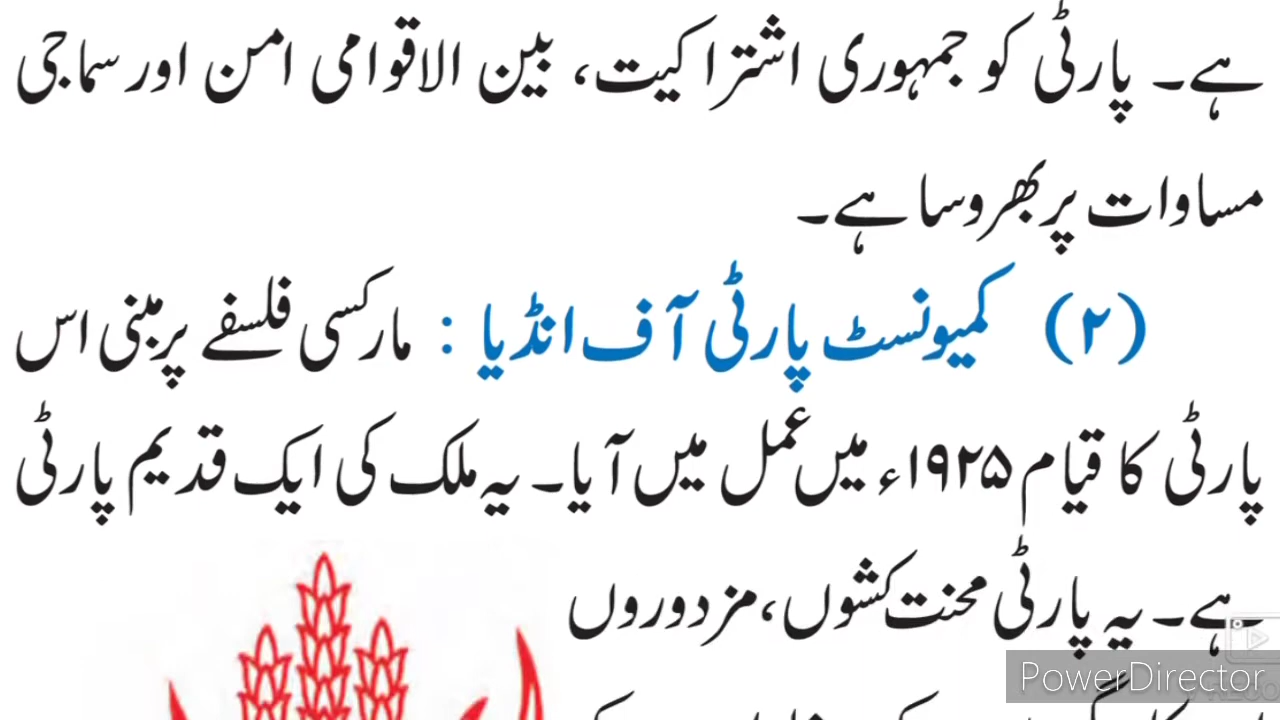 ہے۔ پارٹی کو جمہوری اشتراکیت، بین الاقوامی امن اور سماجی
مساوات پر بھروسا ہے۔
(۲) کمیونسٹ پارٹی آف انڈیا : مارکسی فلسفے پر مبنی اس
پارٹی کا قیام ۱۹۲۵ء میں عمل میں آیا۔ یہ ملک کی ایک قدیم پارٹی
ہے۔ یہ پارٹی محنت کشوں، مزدوروں
PowerDirector